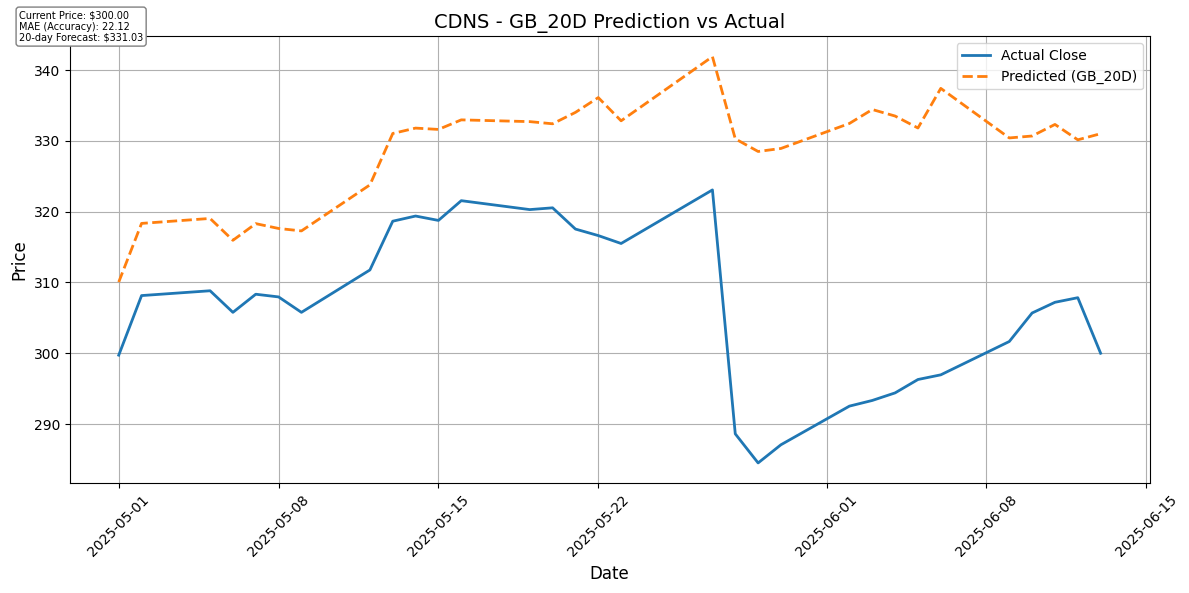 CDNS - GB_20D Prediction vs Actual
Current Price: $300.00
MAE (Accuracy): 22.12
20-day Forecast: $331.03
Actual Close
Predicted (GB_20D)
Price
340
330
320
310
300
290
2025-05-01
2025-05-08
2025-05-15
2025-05-22
2025-06-01
2025-06-08
2025-06-15
Date